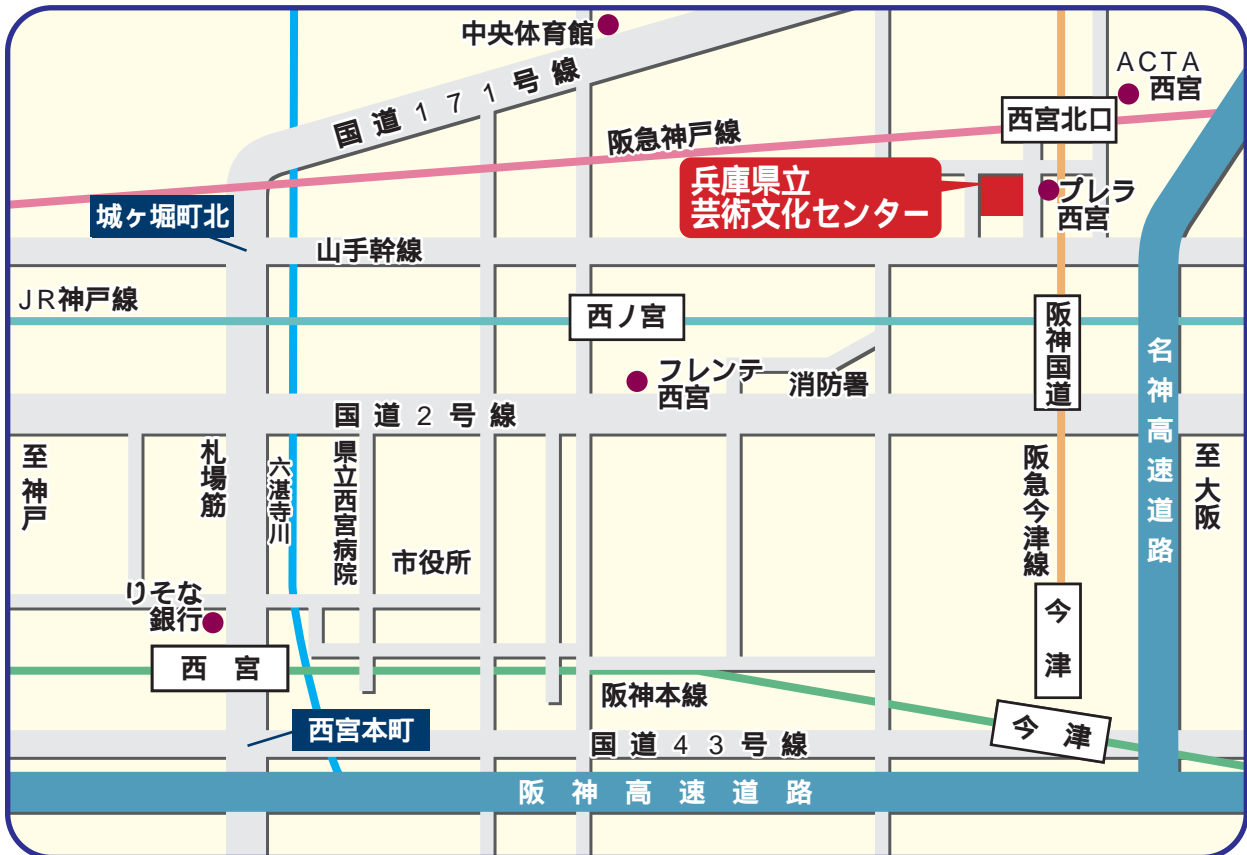 中央体育館
ACTA
西宮
国道171号線
西宮北口
阪急神戸線
兵庫県立
芸術文化センター
プレラ
西宮
城ヶ堀町北
山手幹線
JR神戸線
西ノ宮
阪神国道
名神高速道路
フレンテ
西宮
消防署
国道2号線
至神戸
札場筋
六湛寺川
県立西宮病院
市役所
阪急今津線
至大阪
りそな
銀行
今津
西宮
阪神本線
西宮本町
国道43号線
今津
阪神高速道路